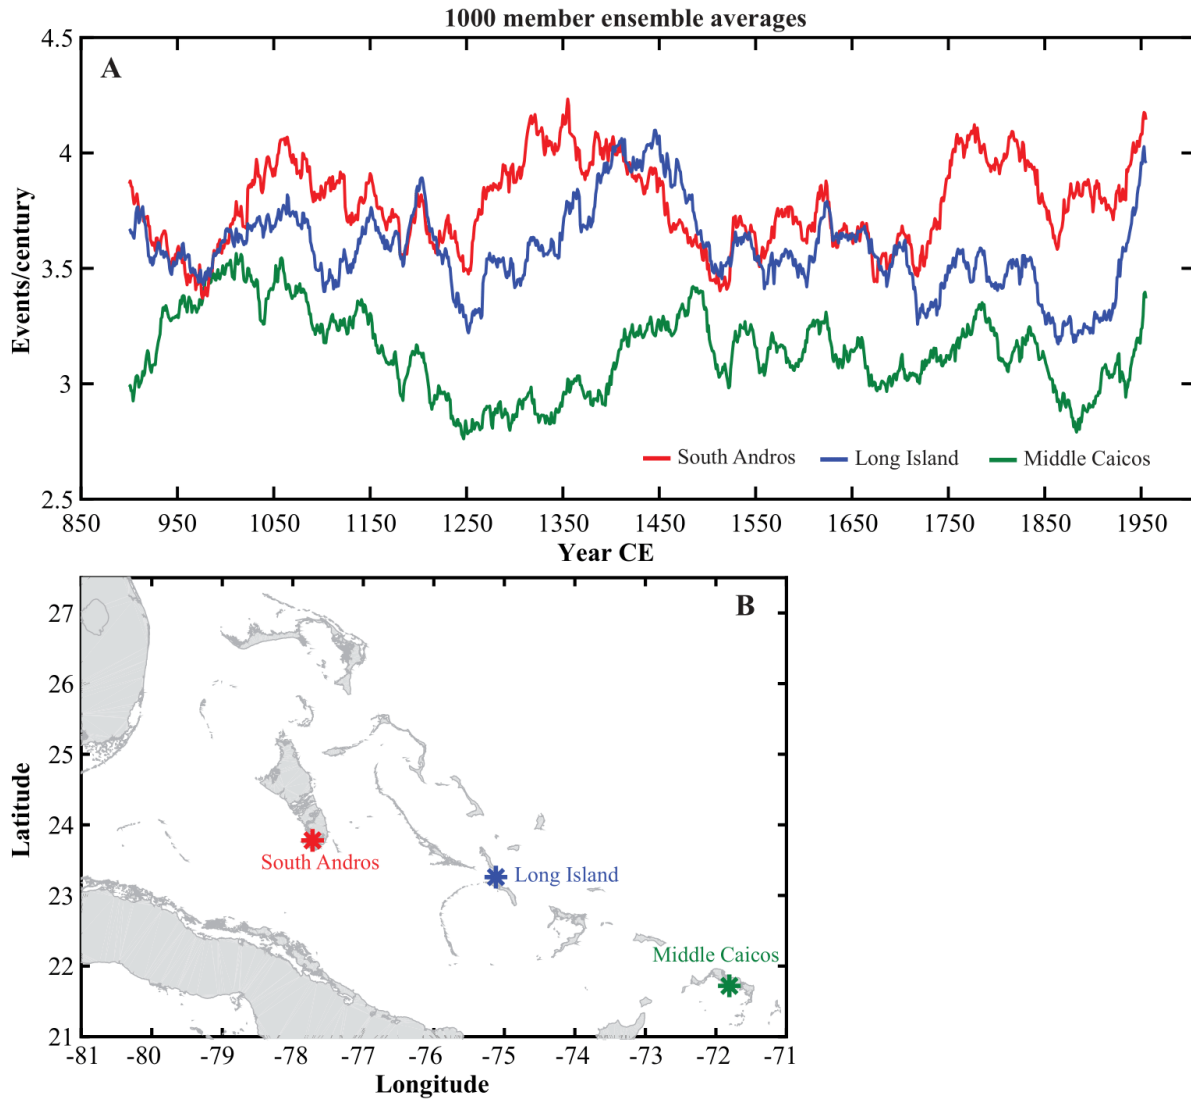 1000 member ensemble averages
A
4.5
4
3.5
3
2.5
Events/century
South Andros
Long Island
Middle Caicos
850 950 1050 1150 1250 1350 1450 1550 1650 1750 1850 1950
Year CE
B
27
26
25
24
23
22
21
Latitude
South Andros
Long Island
Middle Caicos
-81 -80 -79 -78 -77 -76 -75 -74 -73 -72 -71
Longitude